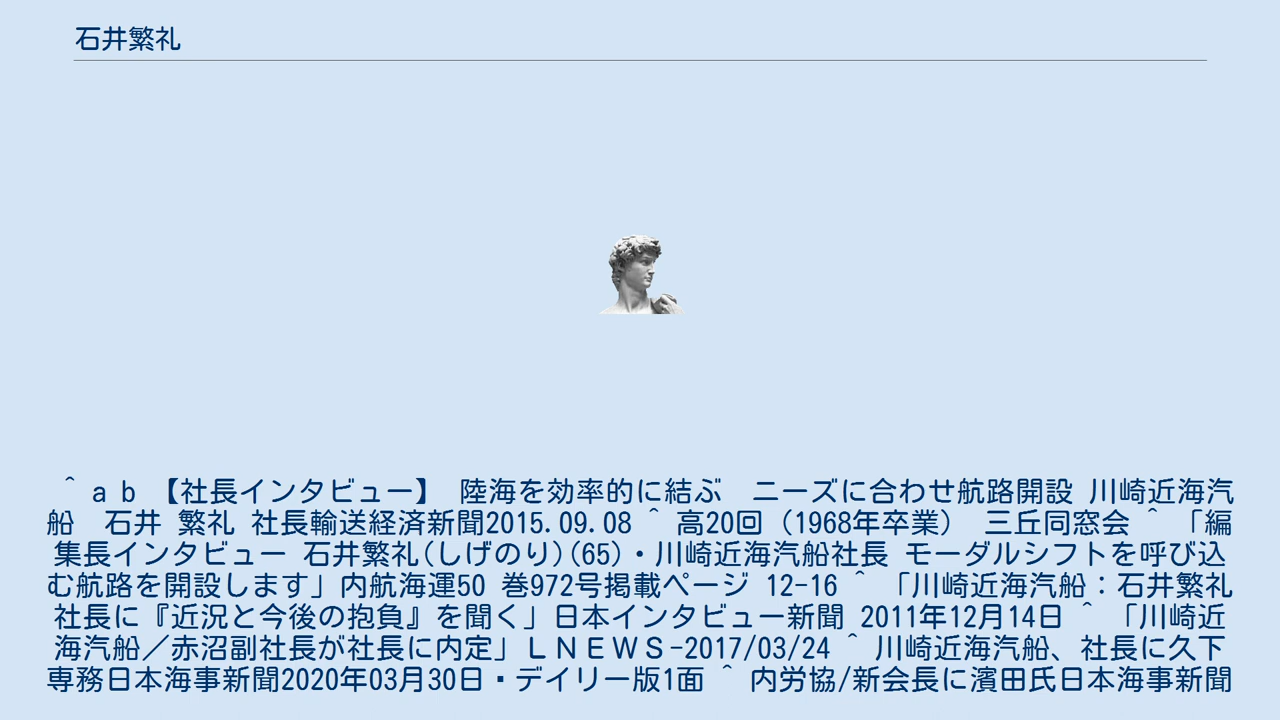 石井繁礼
^ a b 【社長インタビュー】 陸海を効率的に結ぶ　ニーズに合わせ航路開設 川崎近海汽
船　石井 繁礼 社長輸送経済新聞2015.09.08 ^ 高20回（1968年卒業）　三丘同窓会 ^ 「編
集長インタビュー 石井繁礼(しげのり)(65)・川崎近海汽船社長 モーダルシフトを呼び込
む航路を開設します」内航海運50 巻972号掲載ページ 12-16 ^ 「川崎近海汽船：石井繁礼
社長に『近況と今後の抱負』を聞く」日本インタビュー新聞 2011年12月14日 ^ 「川崎近
海汽船／赤沼副社長が社長に内定」ＬＮＥＷＳ-2017/03/24 ^ 川崎近海汽船、社長に久下
専務日本海事新聞2020年03月30日・デイリー版1面 ^ 内労協/新会長に濱田氏日本海事新聞